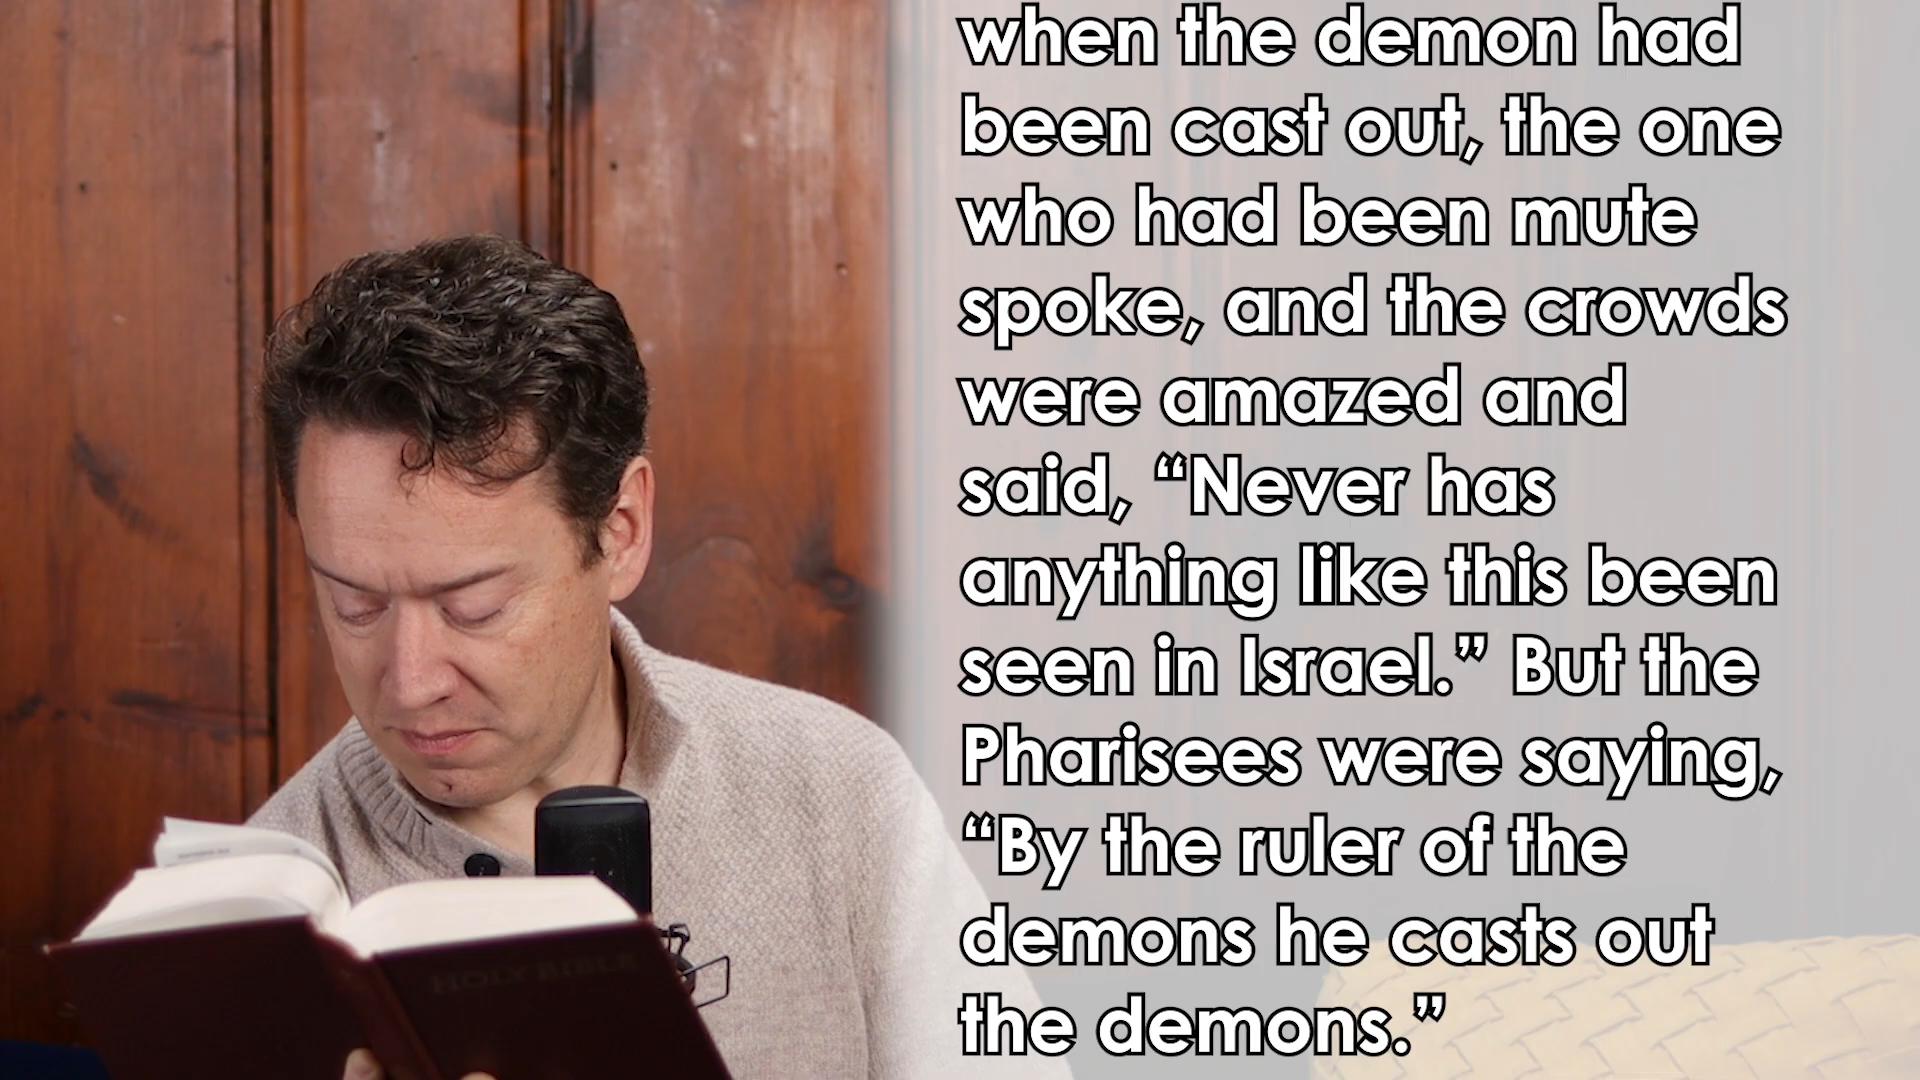 when the demon had
been cast out, the one
who had been mute
spoke, and the crowds
were amazed and
said, “Never has
anything like this been
seen in Israel.” But the
Pharisees were saying,
“By the ruler of the
demons he casts out
the demons.”
HOLY BIBLE